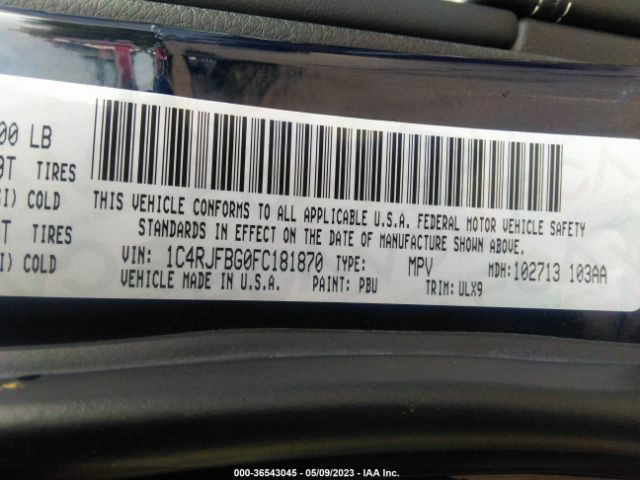 00 LB
TIRES
COLD
THIS VEHICLE CONFORMS TO ALL APPLICABLE U.S.A. FEDERAL MOTOR VEHICLE SAFETY
STANDARDS IN EFFECT ON THE DATE OF MANUFACTURE SHOWN ABOVE.
T TIRES
I) COLD
VIN: 1C4RJFBG0FC181870 TYPE: MPV MDH:102713 103AA
VEHICLE MADE IN U.S.A. PAINT: PBU TRIM:ULX9
000-36543045 - 05/09/2023 - IAA Inc.